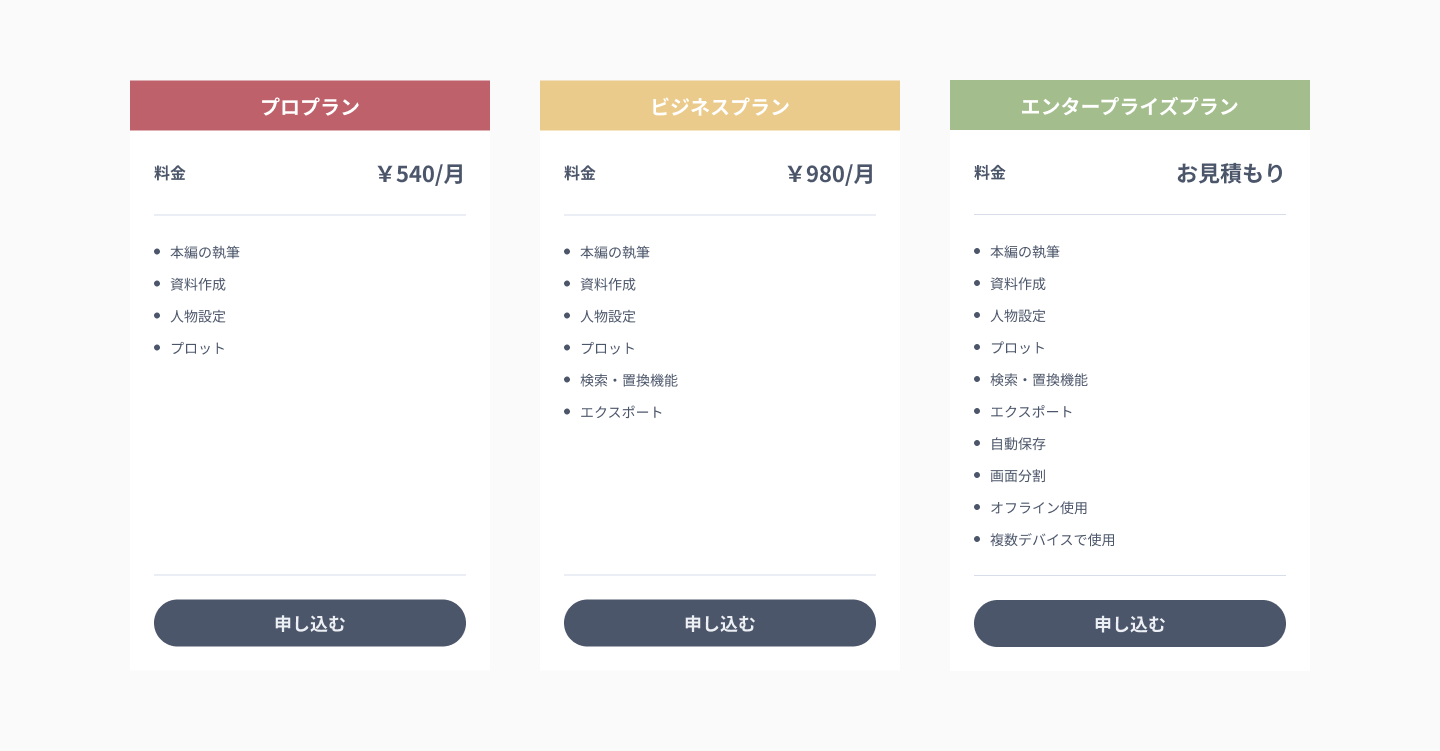 プロプラン
料金
¥540/月
本編の執筆
資料作成
人物設定
プロット
申し込む
ビジネスプラン
料金
¥980/月
本編の執筆
資料作成
人物設定
プロット
検索・置換機能
エクスポート
申し込む
エンタープライズプラン
料金
お見積もり
本編の執筆
資料作成
人物設定
プロット
検索・置換機能
エクスポート
自動保存
画面分割
オフライン使用
複数デバイスで使用
申し込む